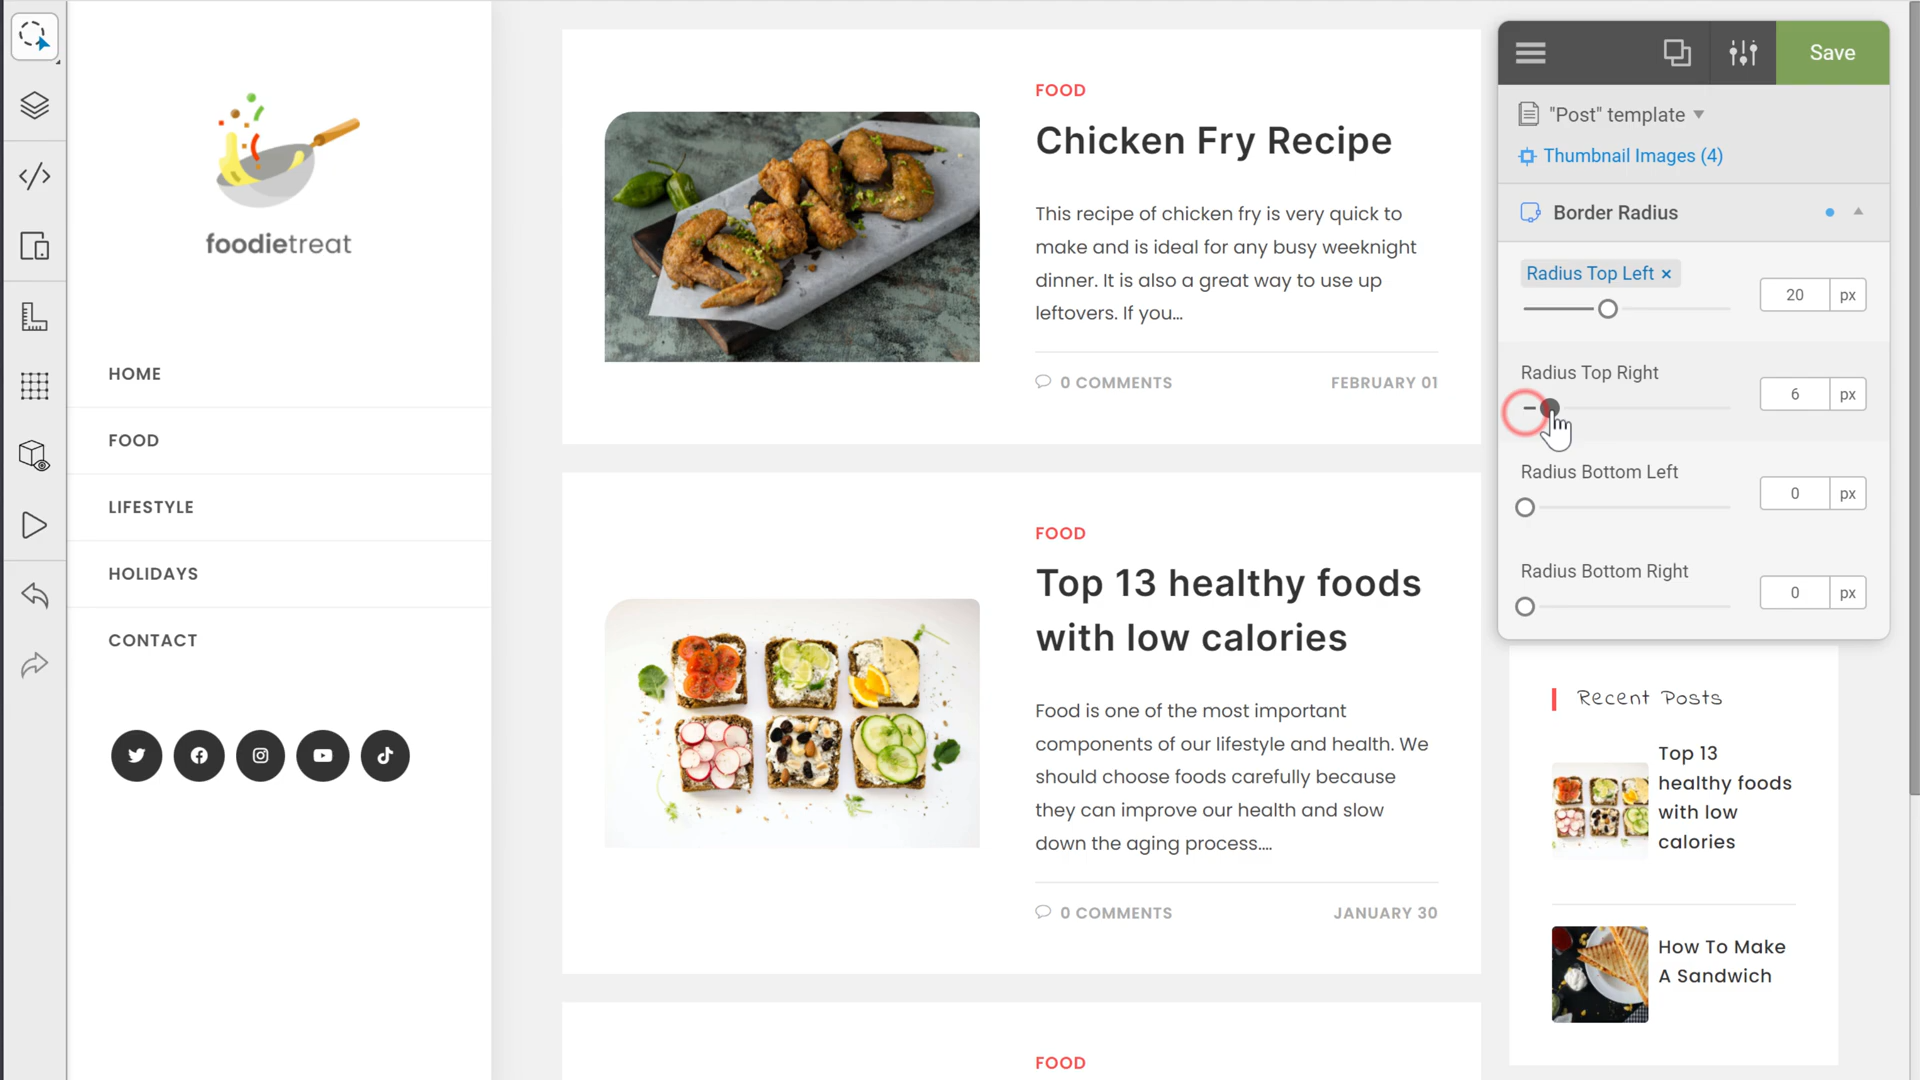 foodietreat
HOME
FOOD
LIFESTYLE
HOLIDAYS
CONTACT
FOOD
Chicken Fry Recipe
This recipe of chicken fry is very quick to
make and is ideal for any busy weeknight
dinner. It is also a great way to use up
leftovers. If you...
0 COMMENTS
FEBRUARY 01
FOOD
Top 13 healthy foods
with low calories
Food is one of the most important
components of our lifestyle and health. We
should choose foods carefully because
they can improve our health and slow
down the aging process....
0 COMMENTS
JANUARY 30
FOOD
Save
"Post" template
Thumbnail Images (4)
Border Radius
Radius Top Left ×
20 px
Radius Top Right
6 px
Radius Bottom Left
0 px
Radius Bottom Right
0 px
Recent Posts
Top 13
healthy foods
with low
calories
How To Make
A Sandwich